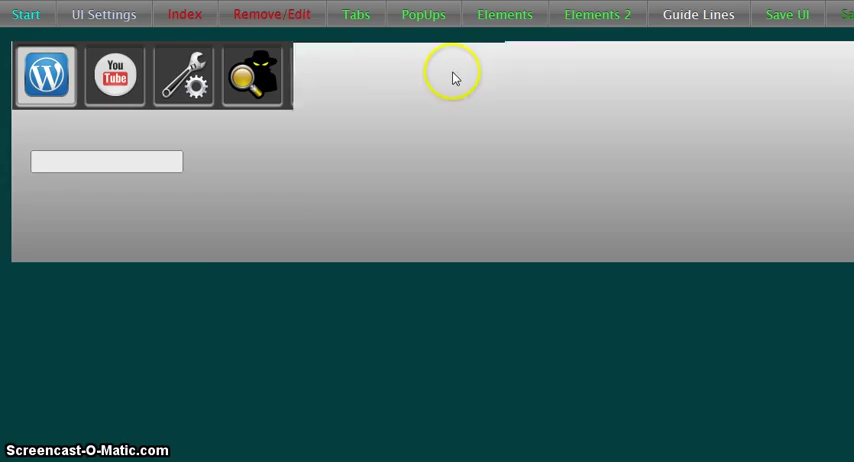 Start UI Settings Index Remove/Edit Tabs PopUps Elements Elements 2 Guide Lines Save UI
You
Tube
Screencast-O-Matic.com